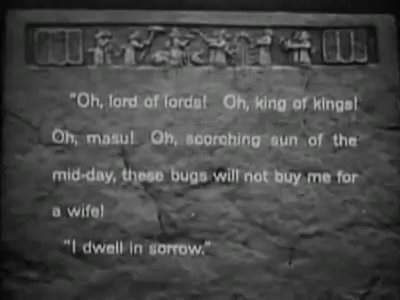 "Oh, lord of lords! Oh, king of kings!
Oh, masu! Oh, scorching sun of the
mid-day, these bugs will not buy me for
a wife!
"I dwell in sorrow."